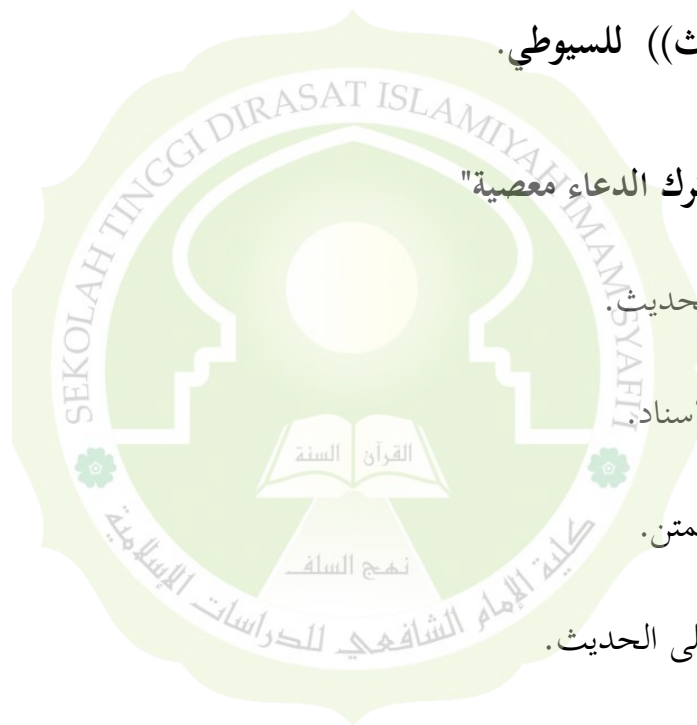 ث)) للسيوطي.
SEKOLAH TINGGI DIRASAT ISLAMIYAH IMAM SYAFI'I
رك الدعاء معصية"
لحديث.
سناد.
القرآن السنة
متن.
نهج السلف
لى الحديث.
كلية الإمام الشافعي للدراسات الإسلامية